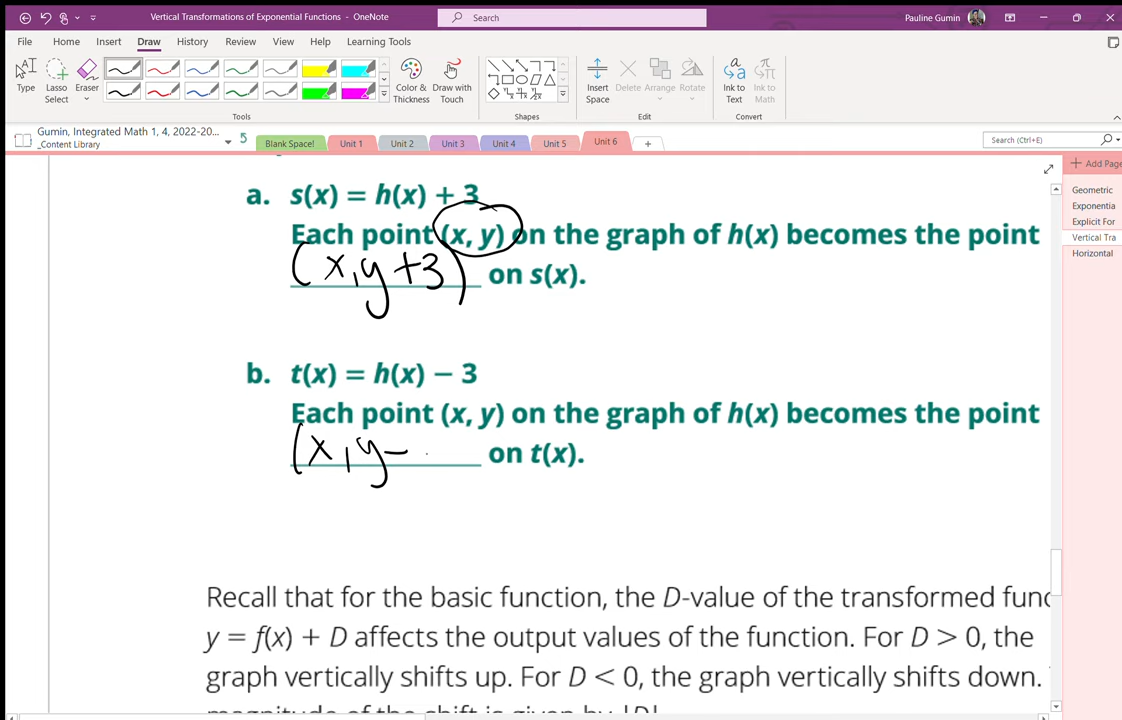 Vertical Transformations of Exponential Functions - OneNote
Search
Pauline Gumin
File Home Insert Draw History Review View Help Learning Tools
Type
Lasso Select
Eraser
Color & Thickness
Draw with Touch
Insert Space
Delete
Arrange
Rotate
Ink to Text
Ink to Math
Tools
Shapes
Edit
Convert
Gumin, Integrated Math 1, 4, 2022-20...
_Content Library
Blank Space! Unit 1 Unit 2 Unit 3 Unit 4 Unit 5 Unit 6 +
Search (Ctrl+E)
+ Add Page
Geometric
Exponentia
Explicit For
Vertical Tra
Horizontal
a. s(x) = h(x) + 3
Each point (x, y) on the graph of h(x) becomes the point
(x, y + 3) on s(x).
b. t(x) = h(x) − 3
Each point (x, y) on the graph of h(x) becomes the point
(x, y − on t(x).
Recall that for the basic function, the D-value of the transformed func
y = f(x) + D affects the output values of the function. For D > 0, the
graph vertically shifts up. For D < 0, the graph vertically shifts down.
magnitude of the shift is given by |D|